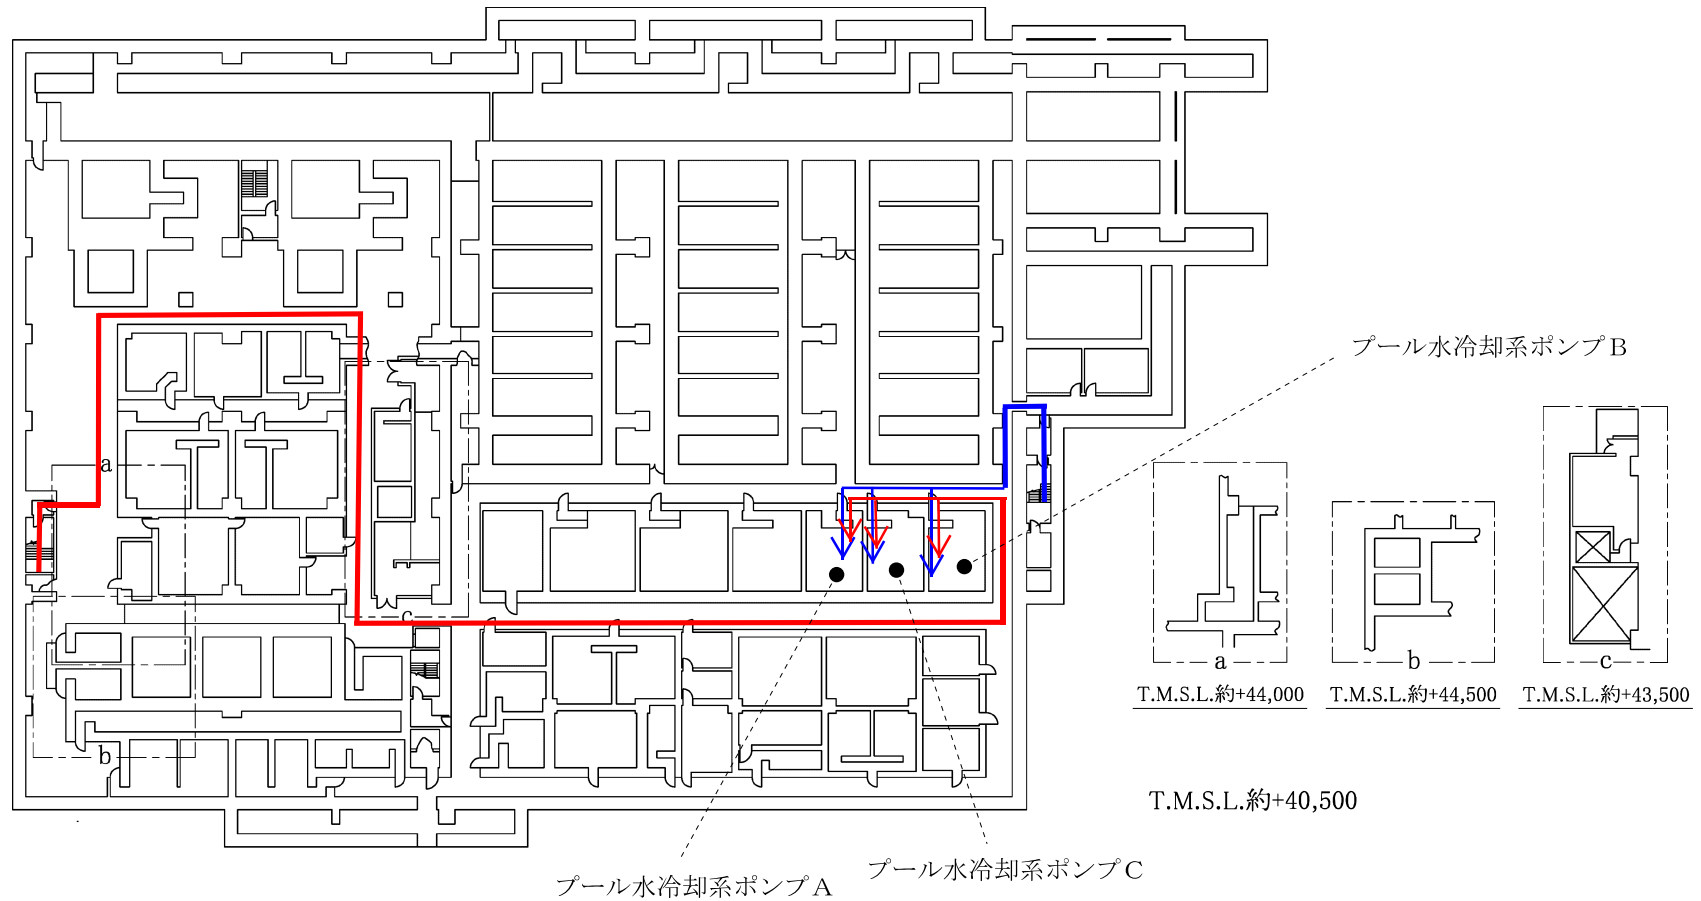 プール水冷却系ポンプB
a
c
a
b
c
T.M.S.L.約+44,000
T.M.S.L.約+44,500
T.M.S.L.約+43,500
b
T.M.S.L.約+40,500
プール水冷却系ポンプA
プール水冷却系ポンプC